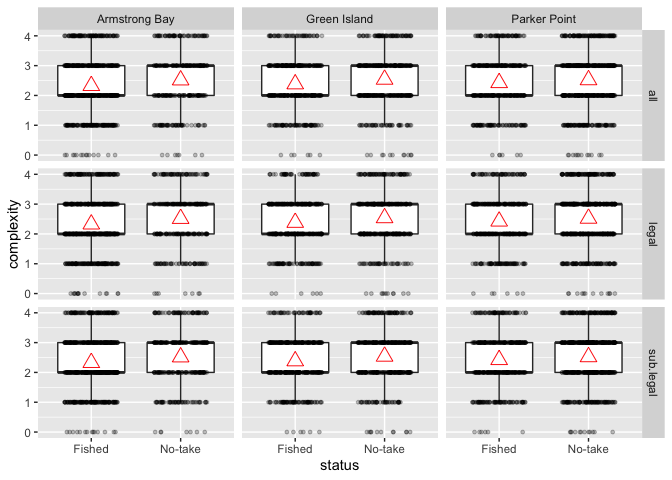 Armstrong Bay Green Island Parker Point
4
3
2
1
0
all
4
3
2
1
0
legal
4
3
2
1
0
sub.legal
complexity
Fished No-take Fished No-take Fished No-take
status